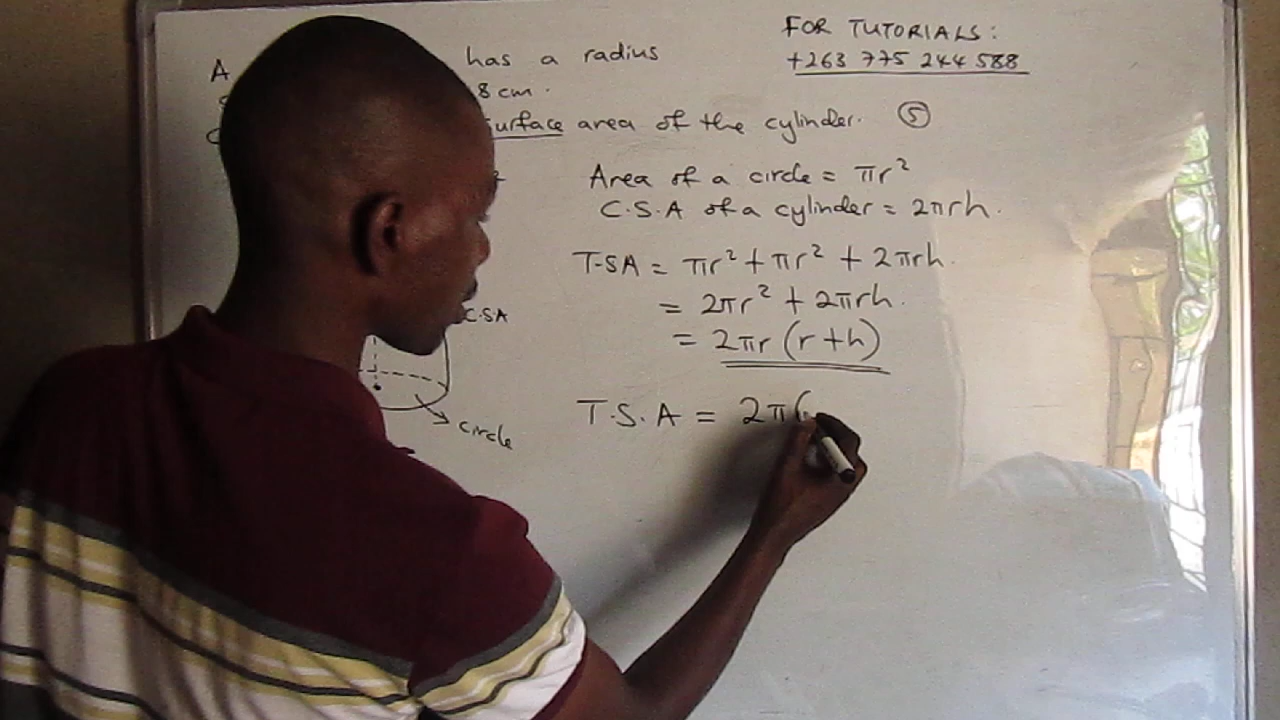 FOR TUTORIALS:
+263 775 244 588
A has a radius
8 cm.
surface area of the cylinder. ⑤
Area of a circle = πr²
C.S.A of a cylinder = 2πrh.
T.S.A = πr² + πr² + 2πrh.
= 2πr² + 2πrh.
= 2πr (r + h)
C.S.A
circle
T.S.A = 2π(